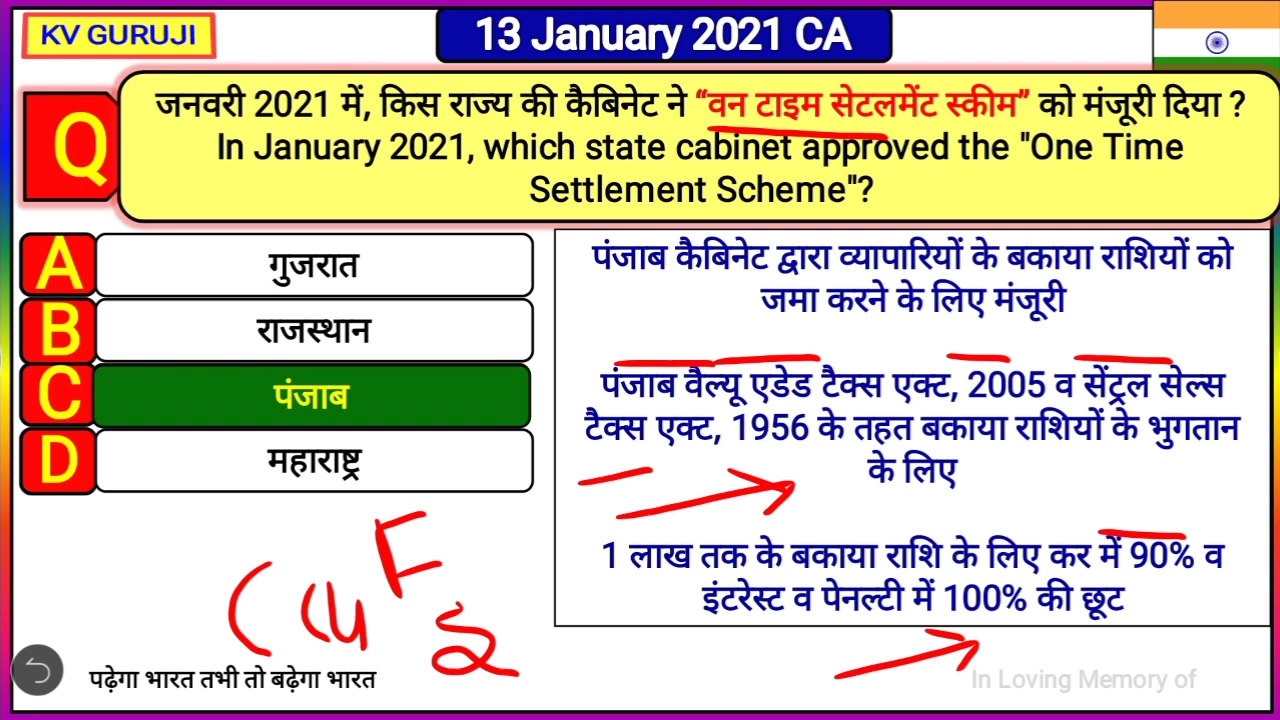 KV GURUJI
13 January 2021 CA
Q
जनवरी 2021 में, किस राज्य की कैबिनेट ने “वन टाइम सेटलमेंट स्कीम” को मंजूरी दिया ?
In January 2021, which state cabinet approved the "One Time
Settlement Scheme"?
A गुजरात
B राजस्थान
C पंजाब
D महाराष्ट्र
पंजाब कैबिनेट द्वारा व्यापारियों के बकाया राशियों को
जमा करने के लिए मंजूरी
पंजाब वैल्यू एडेड टैक्स एक्ट, 2005 व सेंट्रल सेल्स
टैक्स एक्ट, 1956 के तहत बकाया राशियों के भुगतान
के लिए
1 लाख तक के बकाया राशि के लिए कर में 90% व
इंटरेस्ट व पेनल्टी में 100% की छूट
पढ़ेगा भारत तभी तो बढ़ेगा भारत
In Loving Memory of